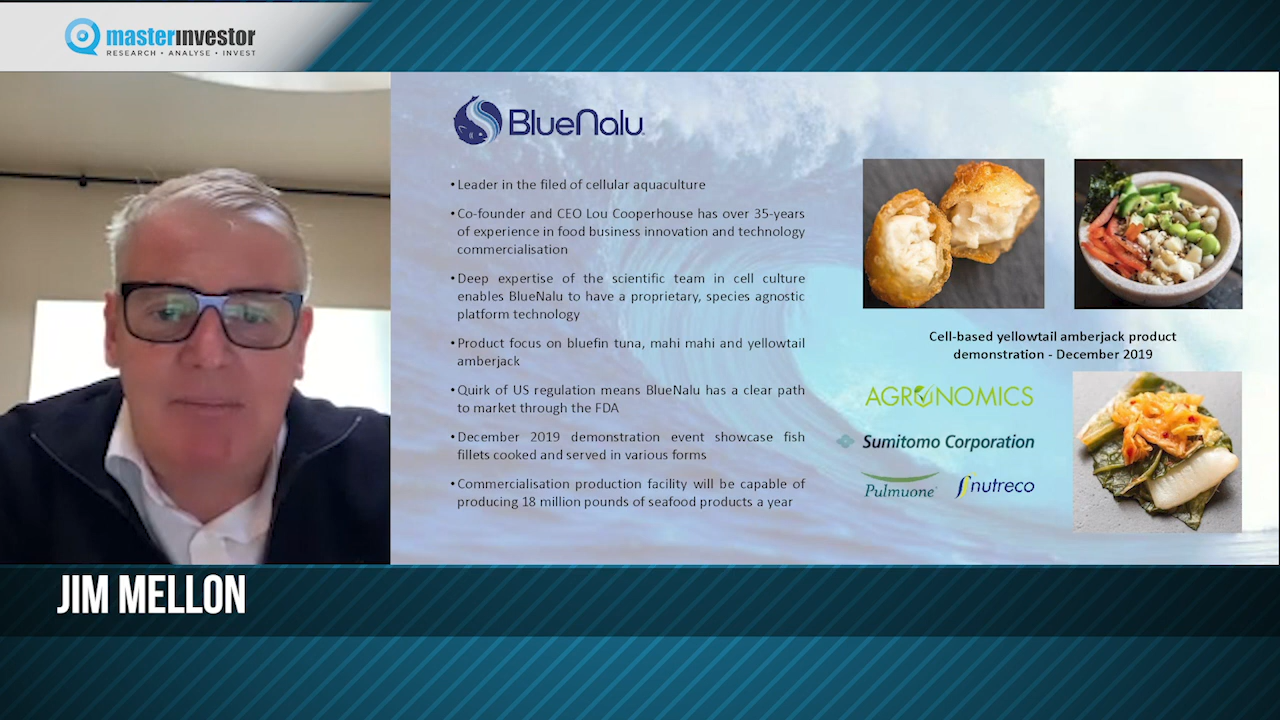 masterinvestor
RESEARCH • ANALYSE • INVEST
BlueNalu
• Leader in the filed of cellular aquaculture
• Co-founder and CEO Lou Cooperhouse has over 35-years
of experience in food business innovation and technology
commercialisation
• Deep expertise of the scientific team in cell culture
enables BlueNalu to have a proprietary, species agnostic
platform technology
• Product focus on bluefin tuna, mahi mahi and yellowtail
amberjack
• Quirk of US regulation means BlueNalu has a clear path
to market through the FDA
• December 2019 demonstration event showcase fish
fillets cooked and served in various forms
• Commercialisation production facility will be capable of
producing 18 million pounds of seafood products a year
Cell-based yellowtail amberjack product
demonstration - December 2019
AGRONOMICS
Sumitomo Corporation
Pulmuone
nutreco
JIM MELLON